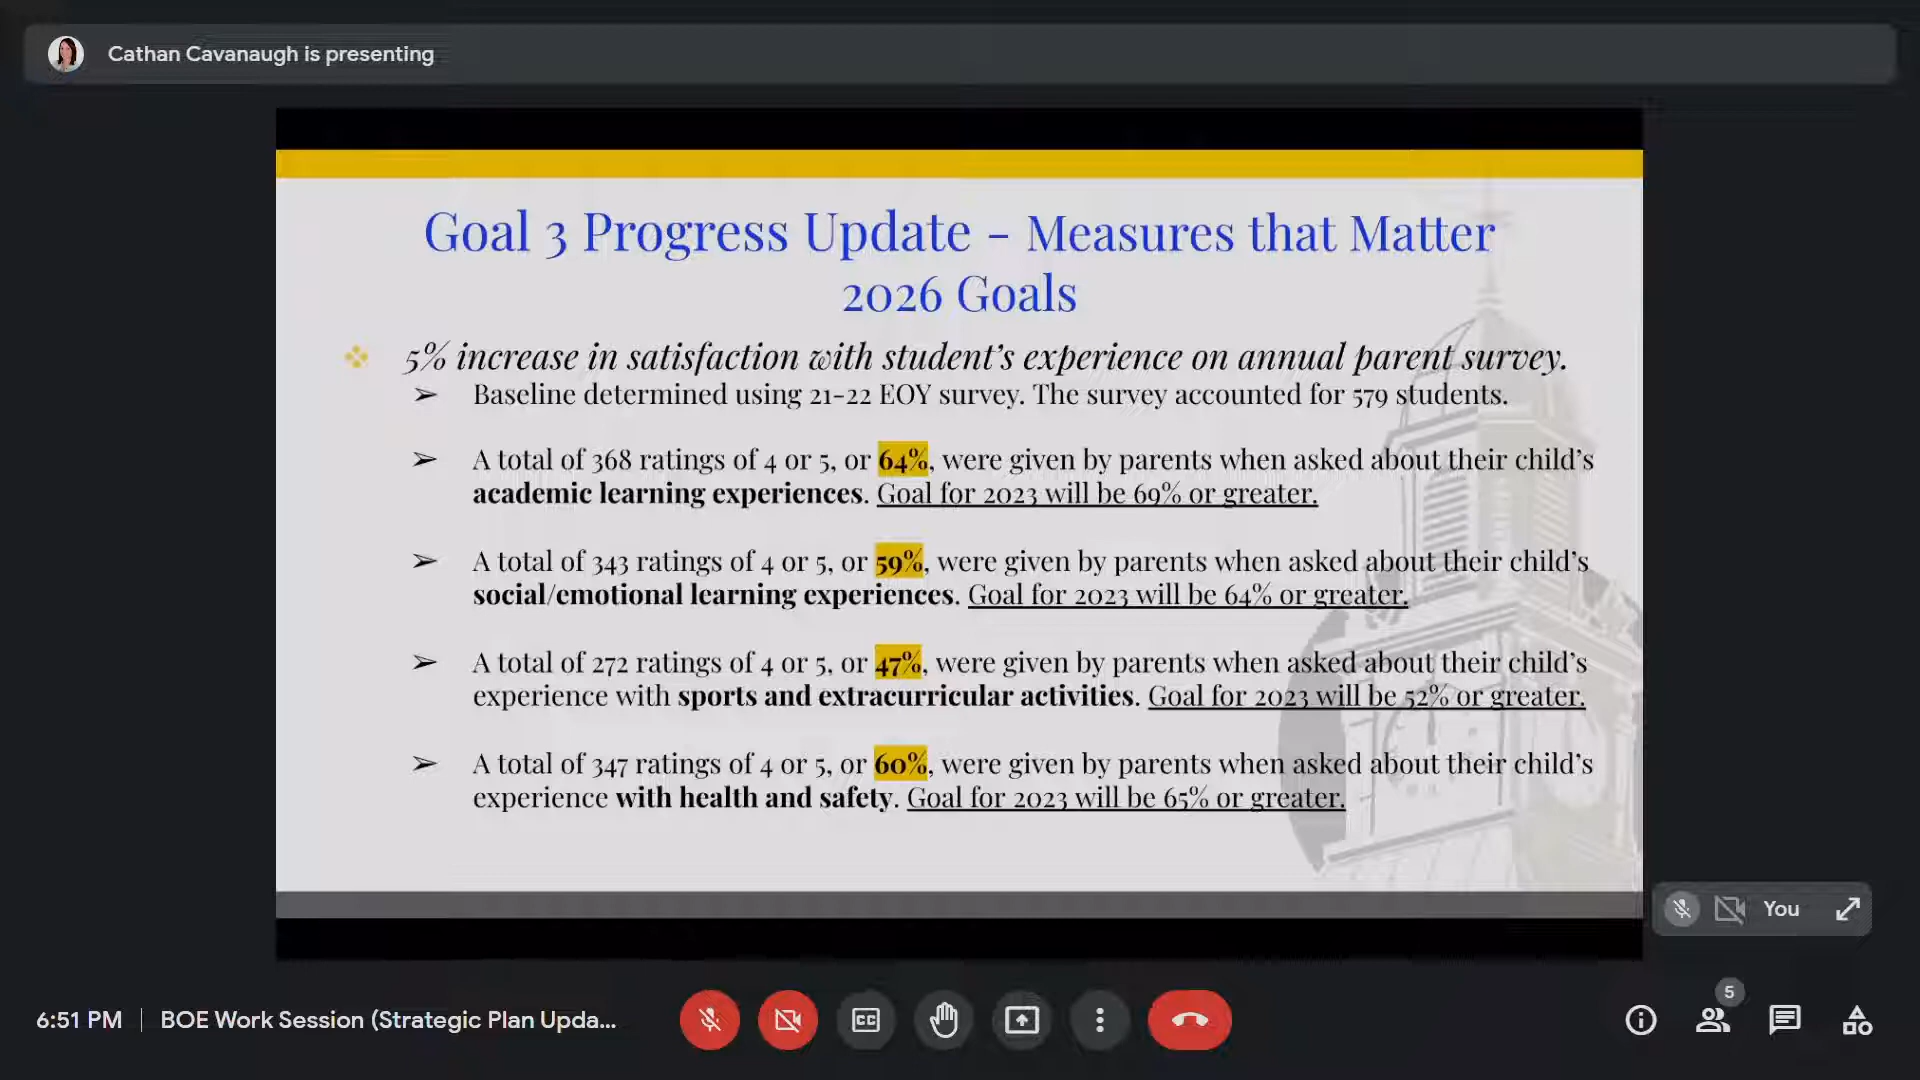 Cathan Cavanaugh is presenting
Goal 3 Progress Update - Measures that Matter
2026 Goals
5% increase in satisfaction with student's experience on annual parent survey.
Baseline determined using 21-22 EOY survey. The survey accounted for 579 students.
A total of 368 ratings of 4 or 5, or 64%, were given by parents when asked about their child's
academic learning experiences. Goal for 2023 will be 69% or greater.
A total of 343 ratings of 4 or 5, or 59%, were given by parents when asked about their child's
social/emotional learning experiences. Goal for 2023 will be 64% or greater.
A total of 272 ratings of 4 or 5, or 47%, were given by parents when asked about their child's
experience with sports and extracurricular activities. Goal for 2023 will be 52% or greater.
A total of 347 ratings of 4 or 5, or 60%, were given by parents when asked about their child's
experience with health and safety. Goal for 2023 will be 65% or greater.
You
6:51 PM | BOE Work Session (Strategic Plan Upda...
CC
5